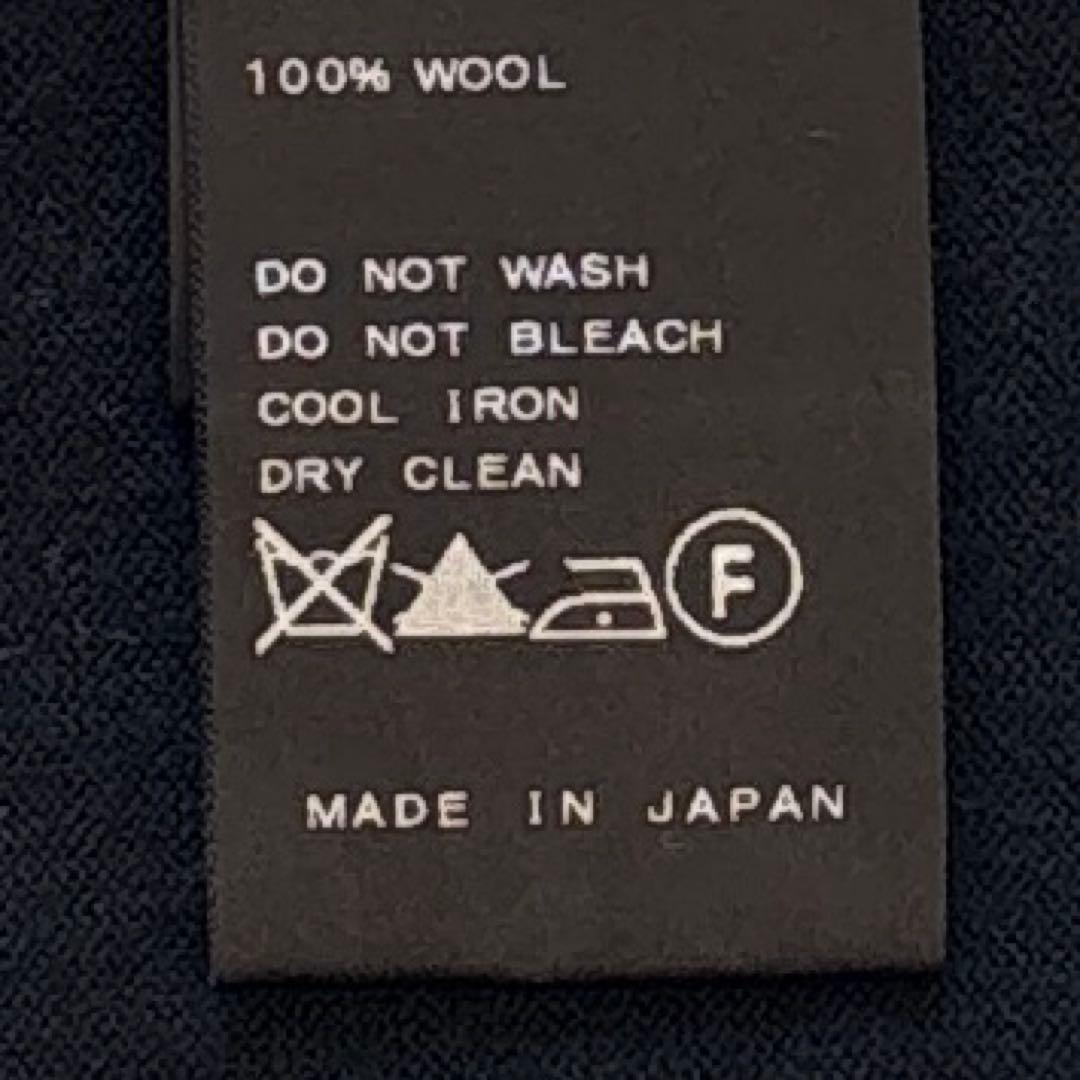 100% WOOL
DO NOT WASH
DO NOT BLEACH
COOL IRON
DRY CLEAN
F
MADE IN JAPAN